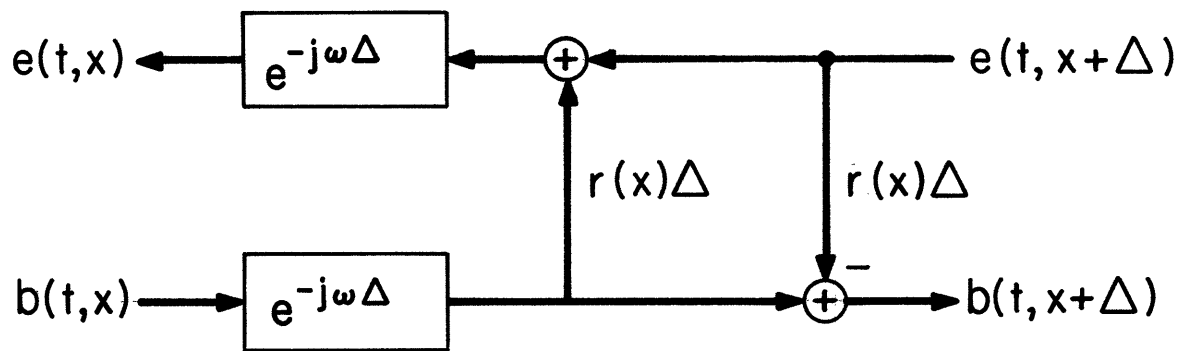 e(t,x) e^{-jωΔ} + e(t, x+Δ)
r(x)Δ r(x)Δ
b(t,x) e^{-jωΔ} + − b(t, x+Δ)